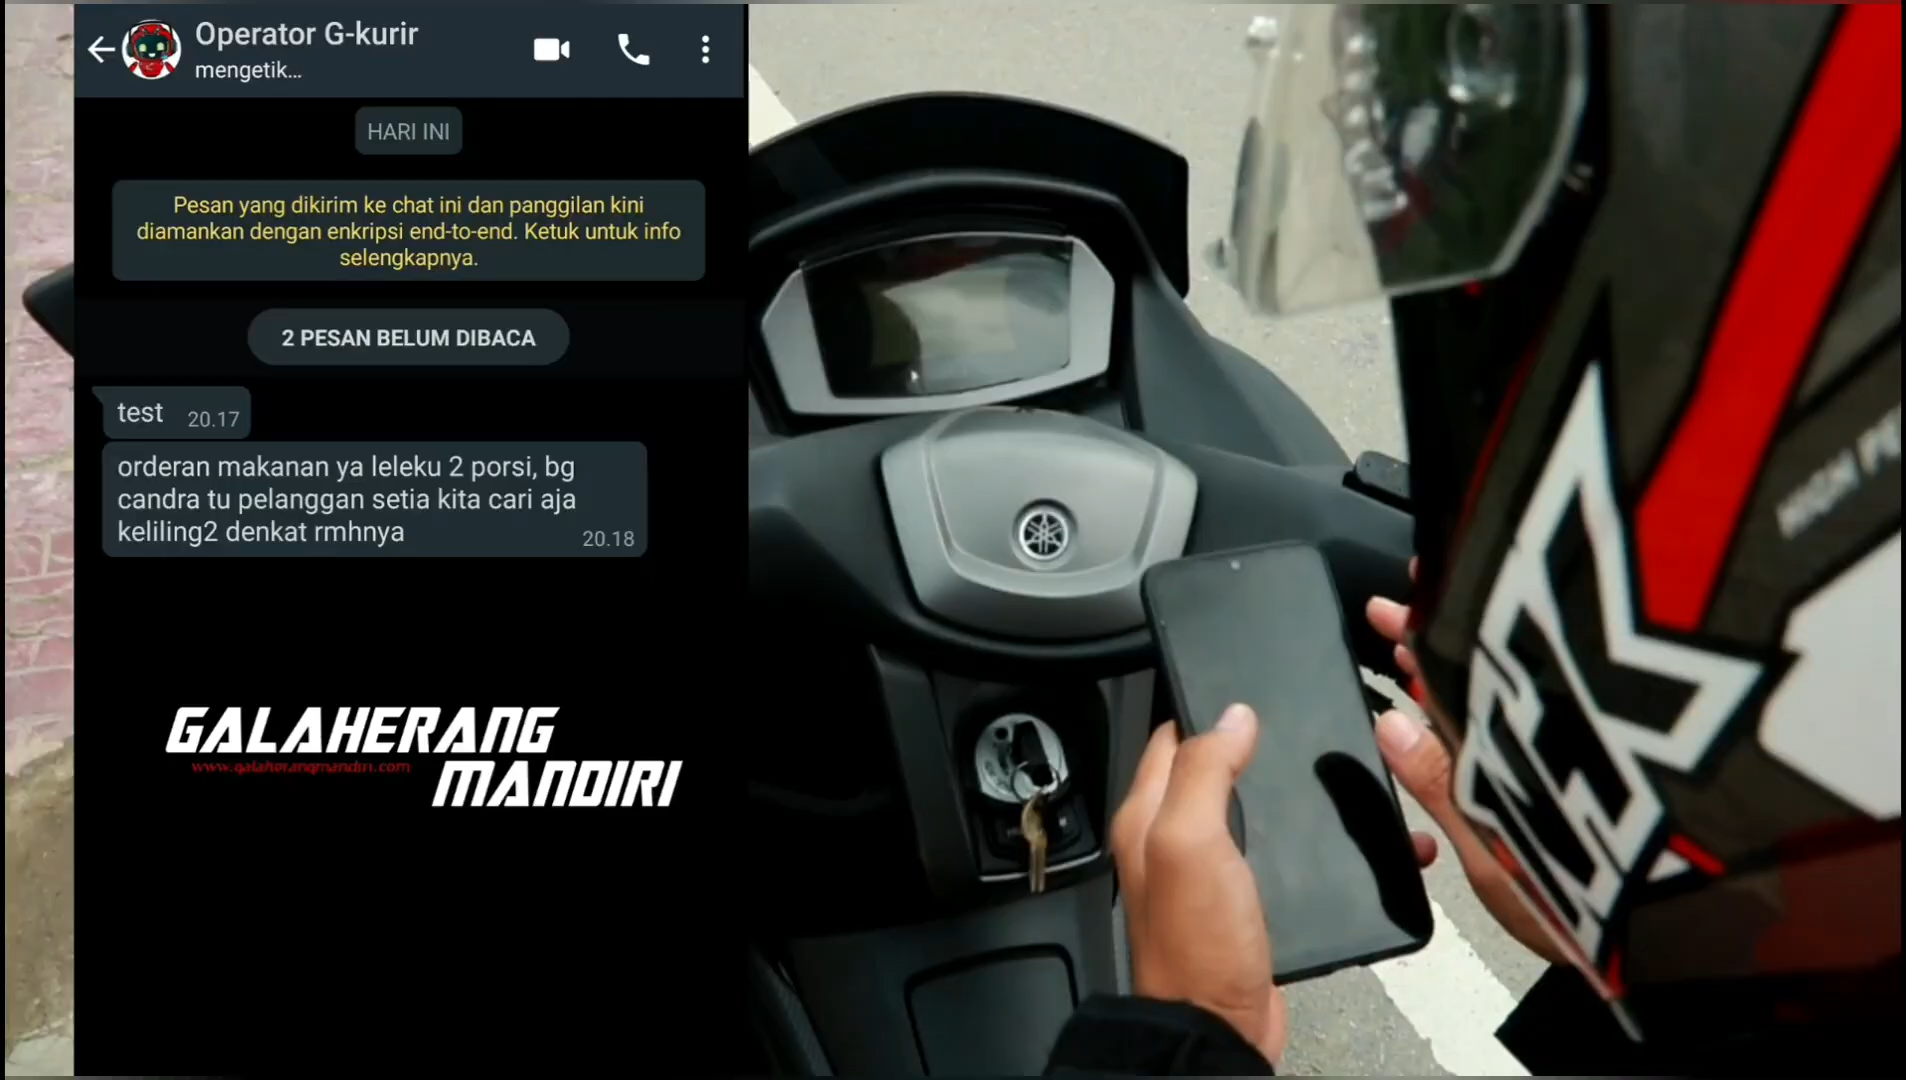 Operator G-kurir
mengetik...
HARI INI
Pesan yang dikirim ke chat ini dan panggilan kini
diamankan dengan enkripsi end-to-end. Ketuk untuk info
selengkapnya.
2 PESAN BELUM DIBACA
test 20.17
orderan makanan ya leleku 2 porsi, bg
candra tu pelanggan setia kita cari aja
keliling2 denkat rmhnya 20.18
GALAHERANG
www.galaherangmandiri.com
MANDIRI